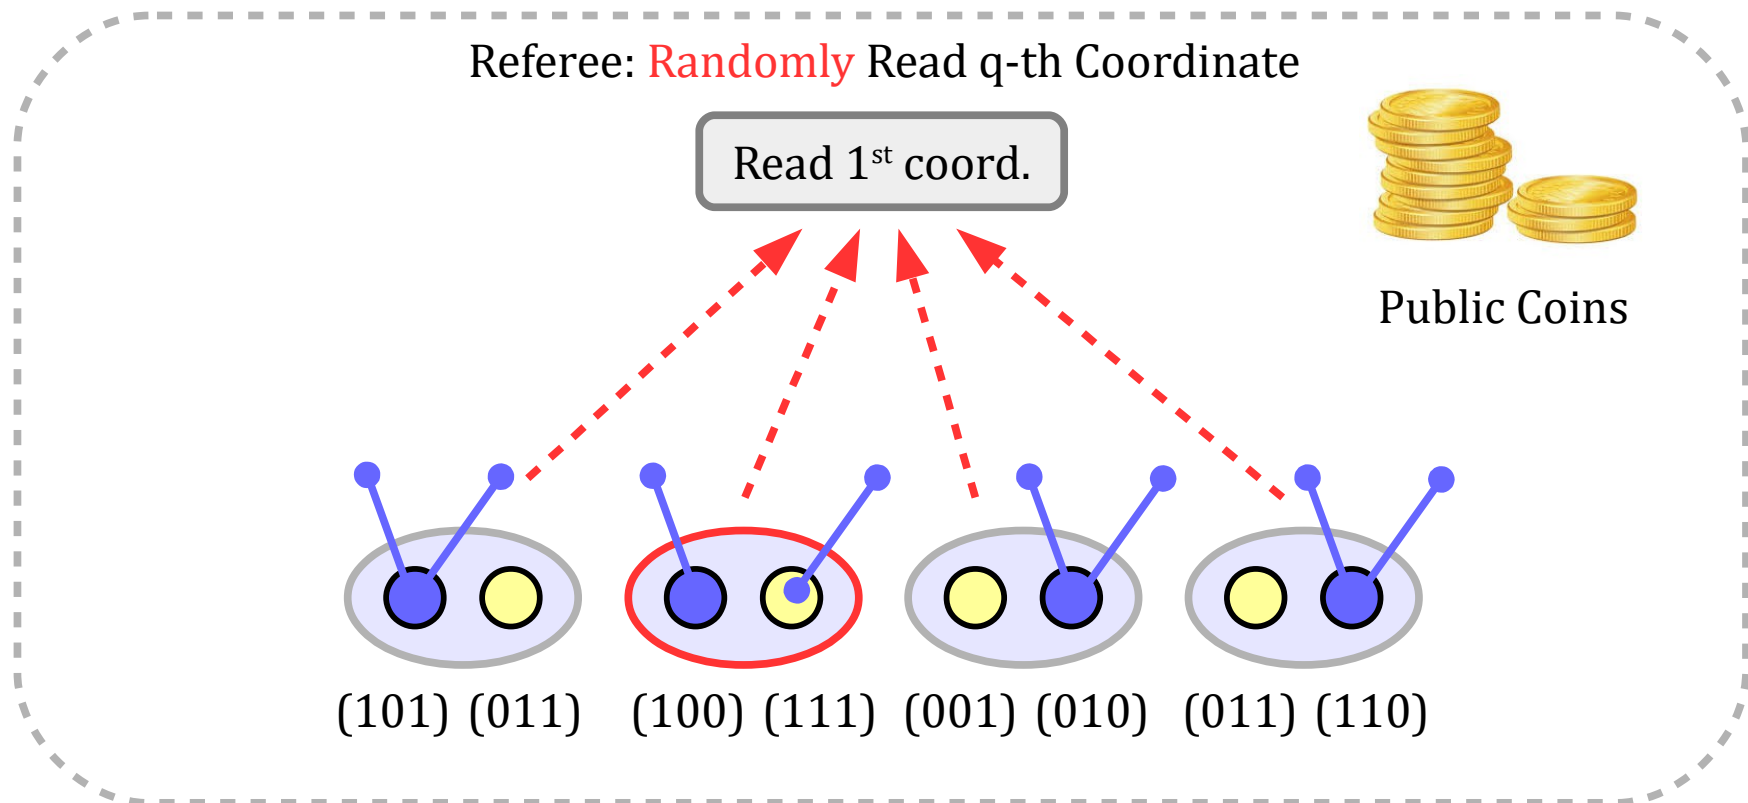 Referee: Randomly Read q-th Coordinate
Read 1st coord.
Public Coins
(101) (011) (100) (111) (001) (010) (011) (110)